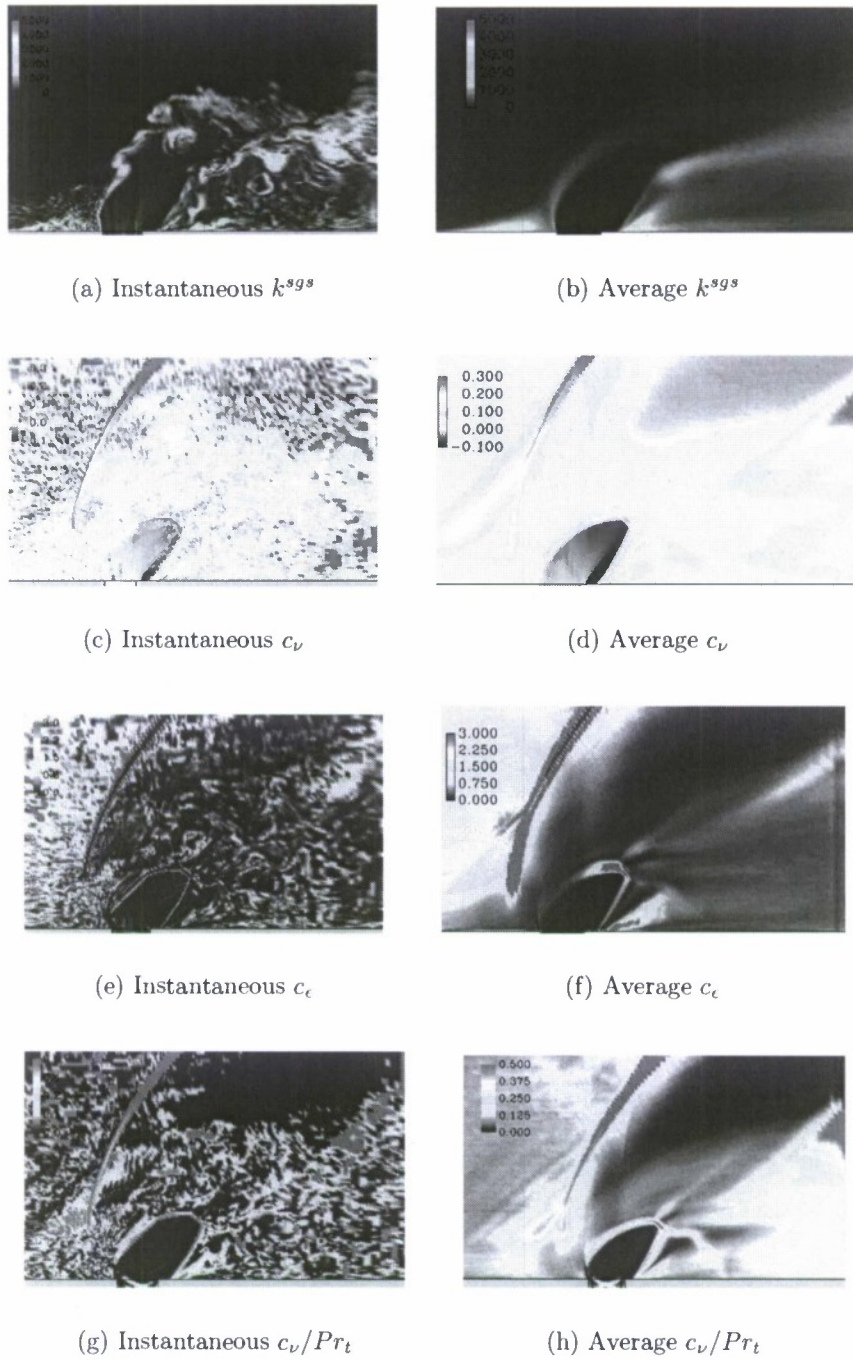 (a) Instantaneous k^{sgs}
(b) Average k^{sgs}
0.300
0.200
0.100
0.000
-0.100
(c) Instantaneous c_ν
(d) Average c_ν
3.000
2.250
1.500
0.750
0.000
(e) Instantaneous c_ϵ
(f) Average c_ϵ
0.500
0.375
0.250
0.125
0.000
(g) Instantaneous c_ν/Pr_t
(h) Average c_ν/Pr_t